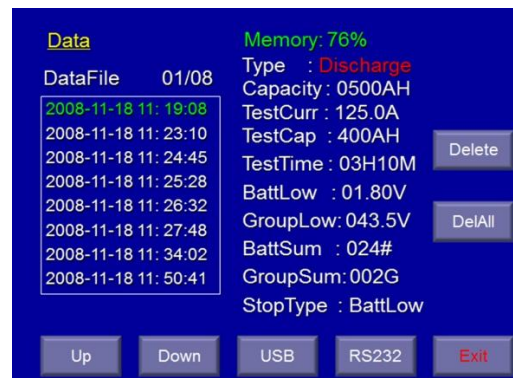 Data
DataFile 01/08
2008-11-18 11: 19:08
2008-11-18 11: 23:10
2008-11-18 11: 24:45
2008-11-18 11: 25:28
2008-11-18 11: 26:32
2008-11-18 11: 27:48
2008-11-18 11: 34:02
2008-11-18 11: 50:41
Memory: 76%
Type : Discharge
Capacity : 0500AH
TestCurr : 125.0A
TestCap : 400AH
TestTime : 03H10M
BattLow : 01.80V
GroupLow: 043.5V
BattSum : 024#
GroupSum: 002G
StopType : BattLow
Delete
DelAll
Up Down USB RS232 Exit